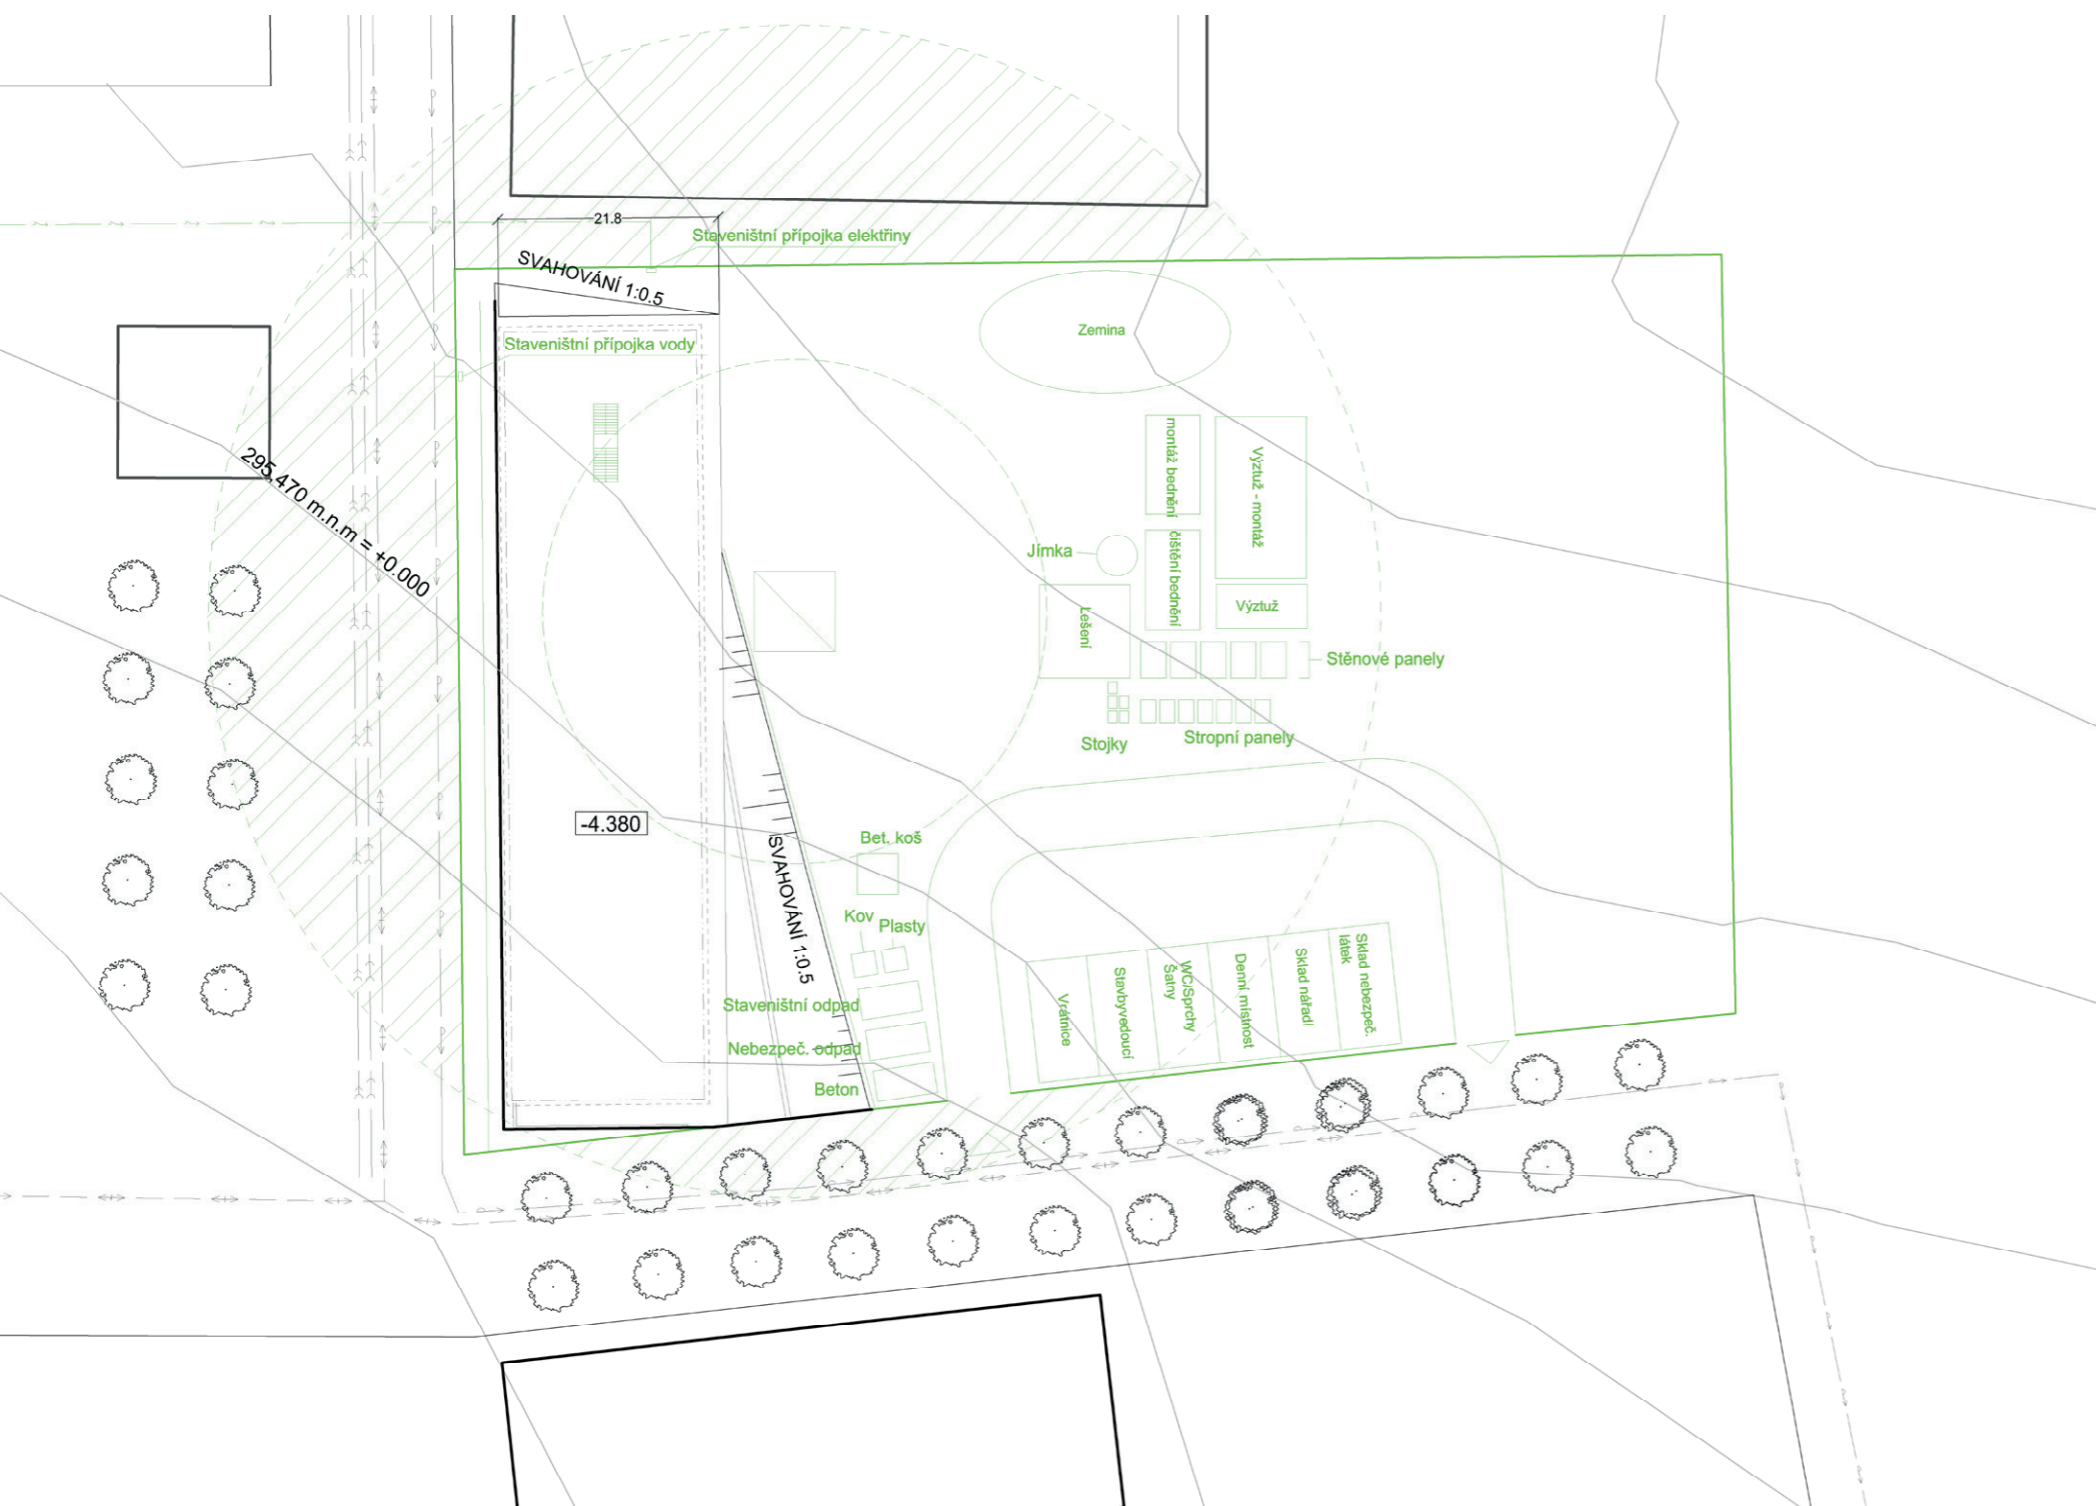 21.8
Staveništní přípojka elektřiny
SVAHOVÁNÍ 1:0.5
Zemina
Staveništní přípojka vody
montáž bednění
Výztuž - montáž
295,470 m.n.m = +0.000
Jímka
čištění bednění
Lešení
Výztuž
Stěnové panely
Stojky
Stropní panely
-4.380
Bet. koš
SVAHOVÁNÍ 1:0.5
Kov
Plasty
Staveništní odpad
Nebezpeč. odpad
Beton
Vrátnice
Stavbyvedoucí
WC/Sprchy
Šatny
Denní místnost
Sklad nářadí
Sklad nebezpeč.
látek